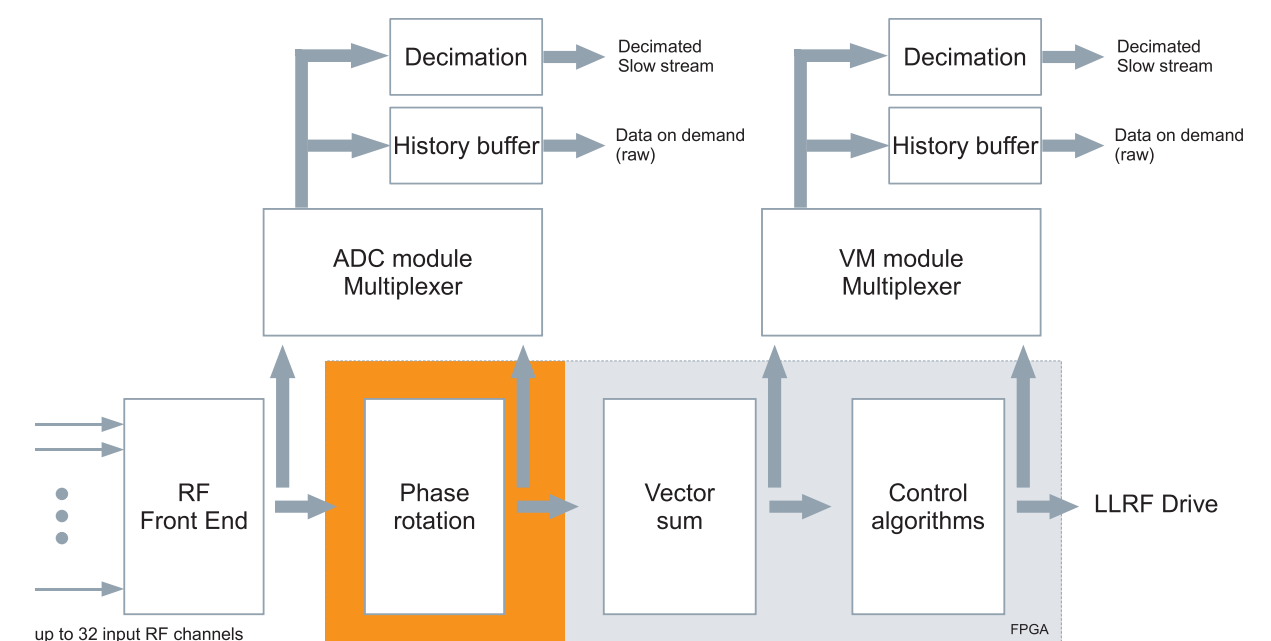 Decimation
Decimated
Slow stream
History buffer
Data on demand
(raw)
Decimation
Decimated
Slow stream
History buffer
Data on demand
(raw)
ADC module
Multiplexer
VM module
Multiplexer
RF
Front End
Phase
rotation
Vector
sum
Control
algorithms
LLRF Drive
up to 32 input RF channels
FPGA